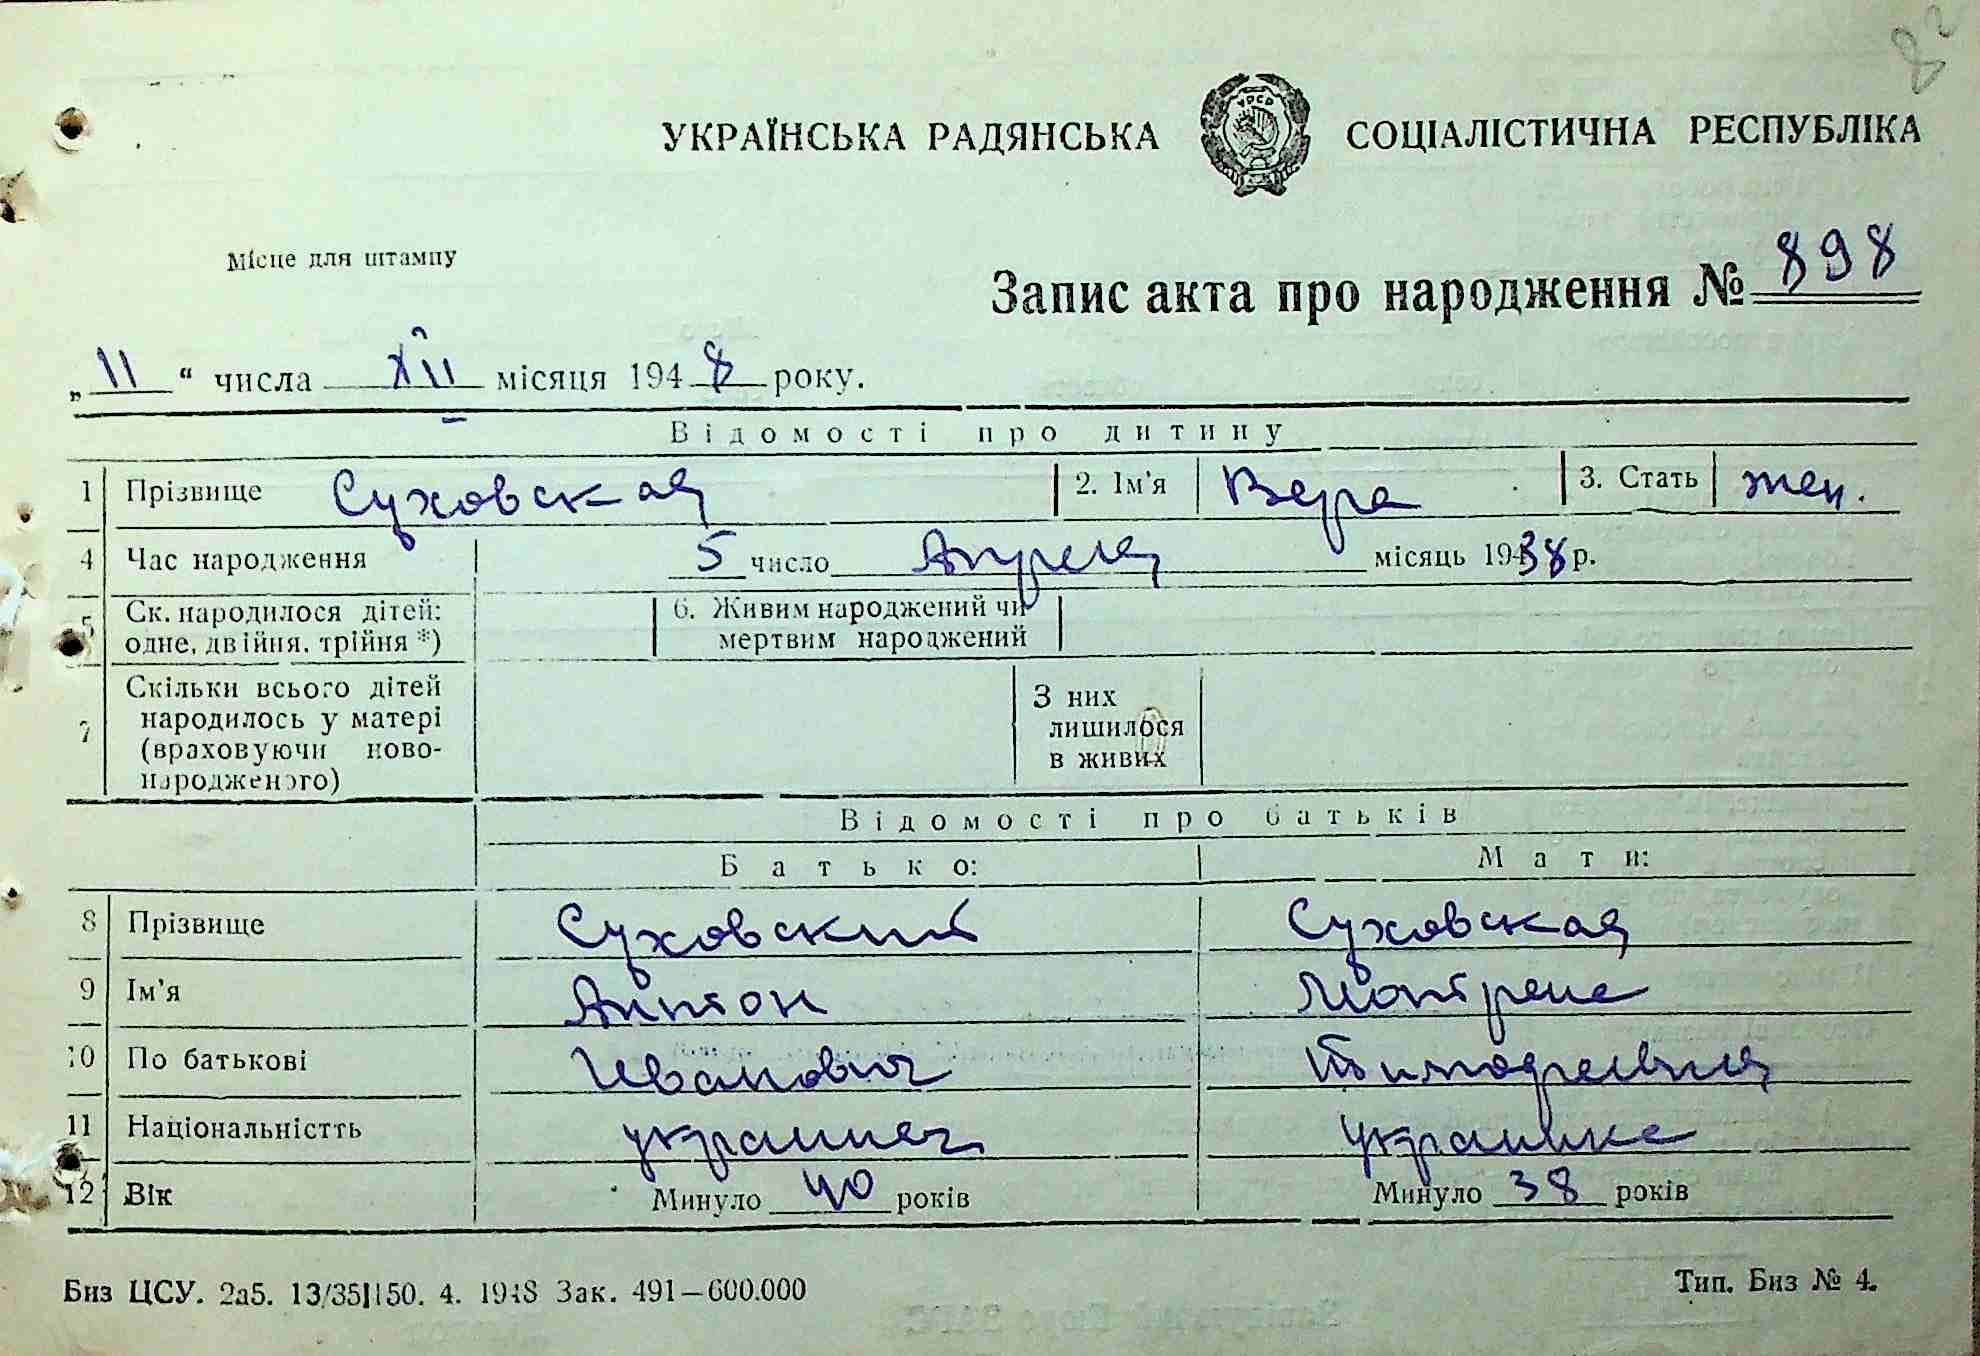 82
УКРАЇНСЬКА РАДЯНСЬКА СОЦІАЛІСТИЧНА РЕСПУБЛІКА
УРСР
Місце для штампу
Запис акта про народження № 898
„11“ числа XII місяця 1948 року.
Відомості про дитину
1 Прізвище Суховская 2. Ім'я Вера 3. Стать жен.
4 Час народження 5 число Апреля місяць 1938 р.
5 Ск. народилося дітей: 6. Живим народжений чи
одне, двійня, трійня *) мертвим народжений
7 Скільки всього дітей З них
народилось у матері лишилося
(враховуючи ново- в живих
народженого)
Відомості про батьків
Батько: Мати:
8 Прізвище Суховский Суховская
9 Ім'я Антон Мотрена
10 По батькові Иванович Тимофеевна
11 Національністть украинец украинка
12 Вік Минуло 40 років Минуло 38 років
Биз ЦСУ. 2а5. 13/35|150. 4. 1948 Зак. 491—600.000 Тип. Биз № 4.